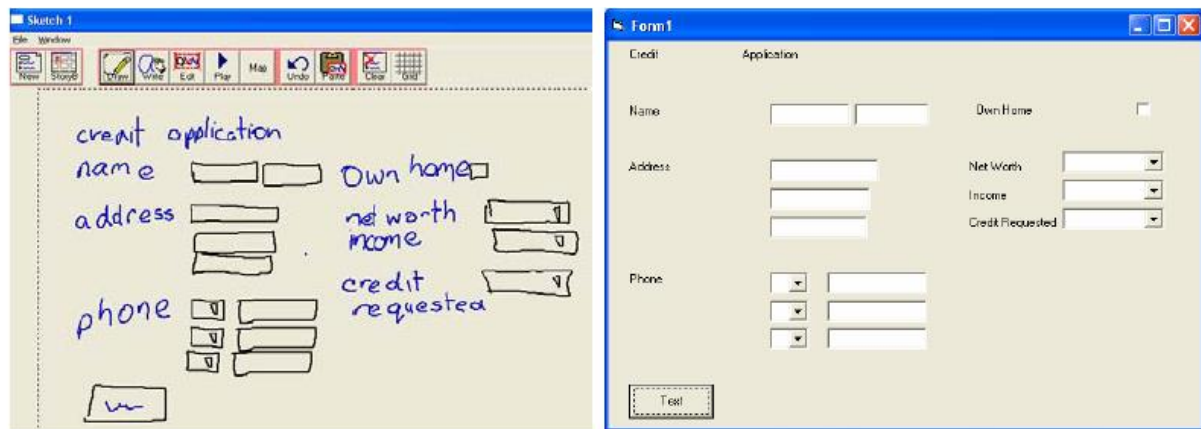 Sketch 1
File Window
New StoryB Draw Write Edit Play Map Undo Paste Clear Grid
credit application
name Own home
address net worth
income
credit
requested
phone
Form1
Credit Application
Name Own Home
Address Net Worth
Income
Credit Requested
Phone
Text